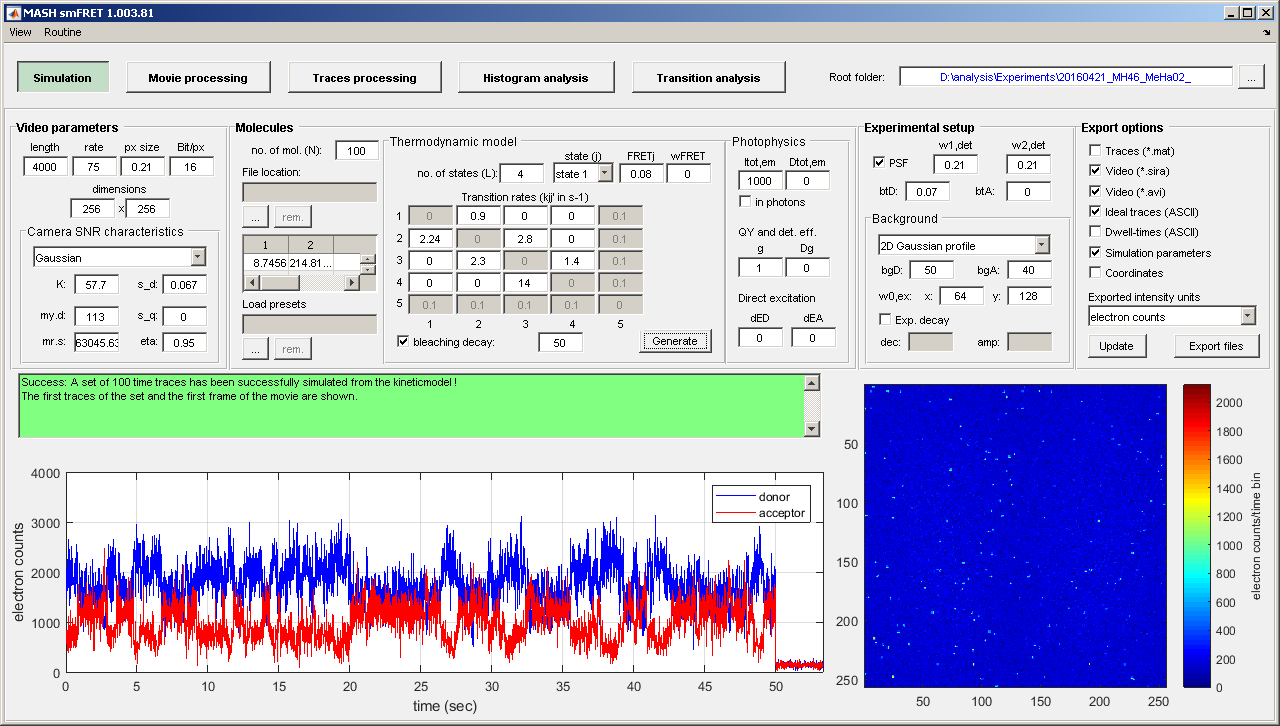 MASH smFRET 1.003.81
View Routine
Simulation Movie processing Traces processing Histogram analysis Transition analysis Root folder: D:\analysis\Experiments\20160421_MH46_MeHa02_ ...
Video parameters
length rate px size Bit/px
4000 75 0.21 16
dimensions
256 x 256
Camera SNR characteristics
Gaussian
K: 57.7 s_d: 0.067
my.d: 113 s_q: 0
mr.s: 63045.63 eta: 0.95
Molecules
no. of mol. (N): 100
File location:
... rem.
1 2
8.7456 214.81...
Load presets
... rem.
Thermodynamic model
state (j) FRETj wFRET
no. of states (L): 4 state 1 0.08 0
Transition rates (kjj' in s-1)
1 0 0.9 0 0 0.1
2 2.24 0 2.8 0 0.1
3 0 2.3 0 1.4 0.1
4 0 0 14 0 0.1
5 0.1 0.1 0.1 0.1 0
1 2 3 4 5
bleaching decay: 50 Generate
Photophysics
Itot,em Dtot,em
1000 0
in photons
QY and det. eff.
g Dg
1 0
Direct excitation
dED dEA
0 0
Experimental setup
w1,det w2,det
PSF 0.21 0.21
btD: 0.07 btA: 0
Background
2D Gaussian profile
bgD: 50 bgA: 40
w0,ex: x: 64 y: 128
Exp. decay
dec: amp:
Export options
Traces (*.mat)
Video (*.sira)
Video (*.avi)
Ideal traces (ASCII)
Dwell-times (ASCII)
Simulation parameters
Coordinates
Exported intensity units
electron counts
Update Export files
Success: A set of 100 time traces has been successfully simulated from the kineticmodel !
The first traces of the set and the first frame of the movie are shown.
electron counts
4000
3000
2000
1000
0
donor
acceptor
0 5 10 15 20 25 30 35 40 45 50
time (sec)
50
100
150
200
250
50 100 150 200 250
2000
1800
1600
1400
1200
1000
800
600
400
200
0
electron counts/time bin